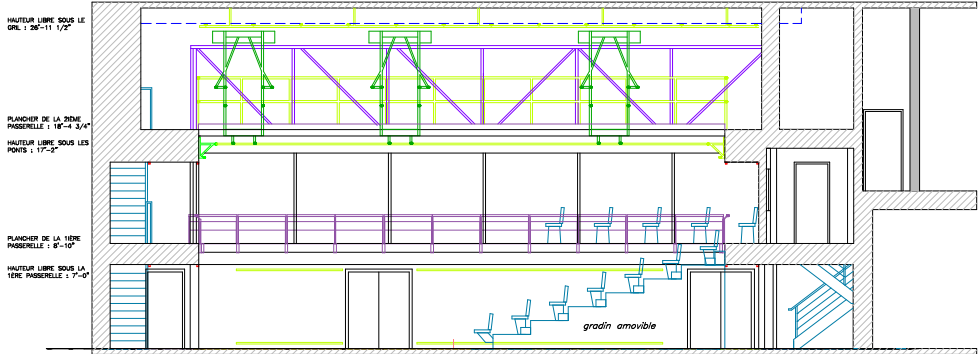 HAUTEUR LIBRE SOUS LE
GRIL : 26'-11 1/2"
PLANCHER DE LA 2IÈME
PASSERELLE : 18'-4 3/4"
HAUTEUR LIBRE SOUS LES
PONTS : 17'-2"
PLANCHER DE LA 1IÈRE
PASSERELLE : 8'-10"
HAUTEUR LIBRE SOUS LA
1ÈRE PASSERELLE : 7'-0"
gradin amovible